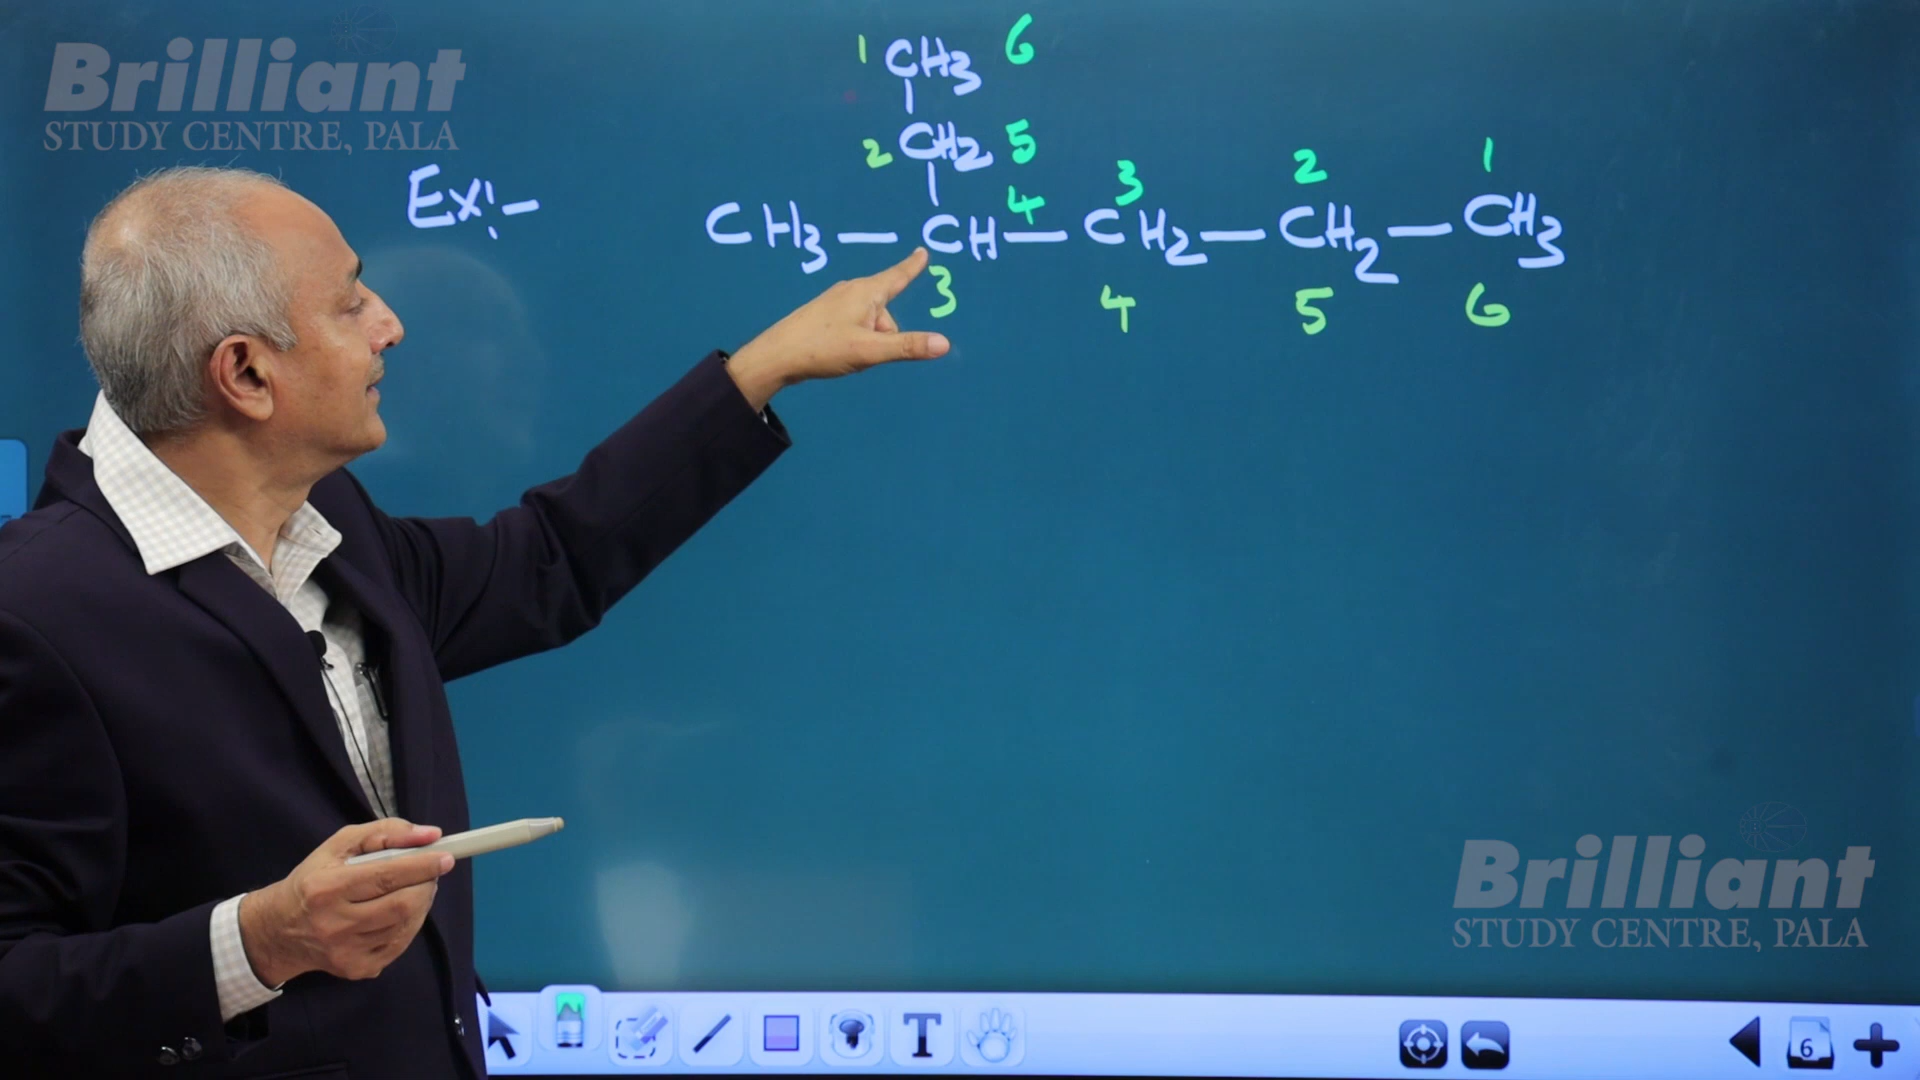 Brilliant
STUDY CENTRE, PALA
Ex:-
1 CH3 6
2 CH2 5
4 3 2 1
CH3-CH-CH2-CH2-CH3
3 4 5 6
Brilliant
STUDY CENTRE, PALA
T
6